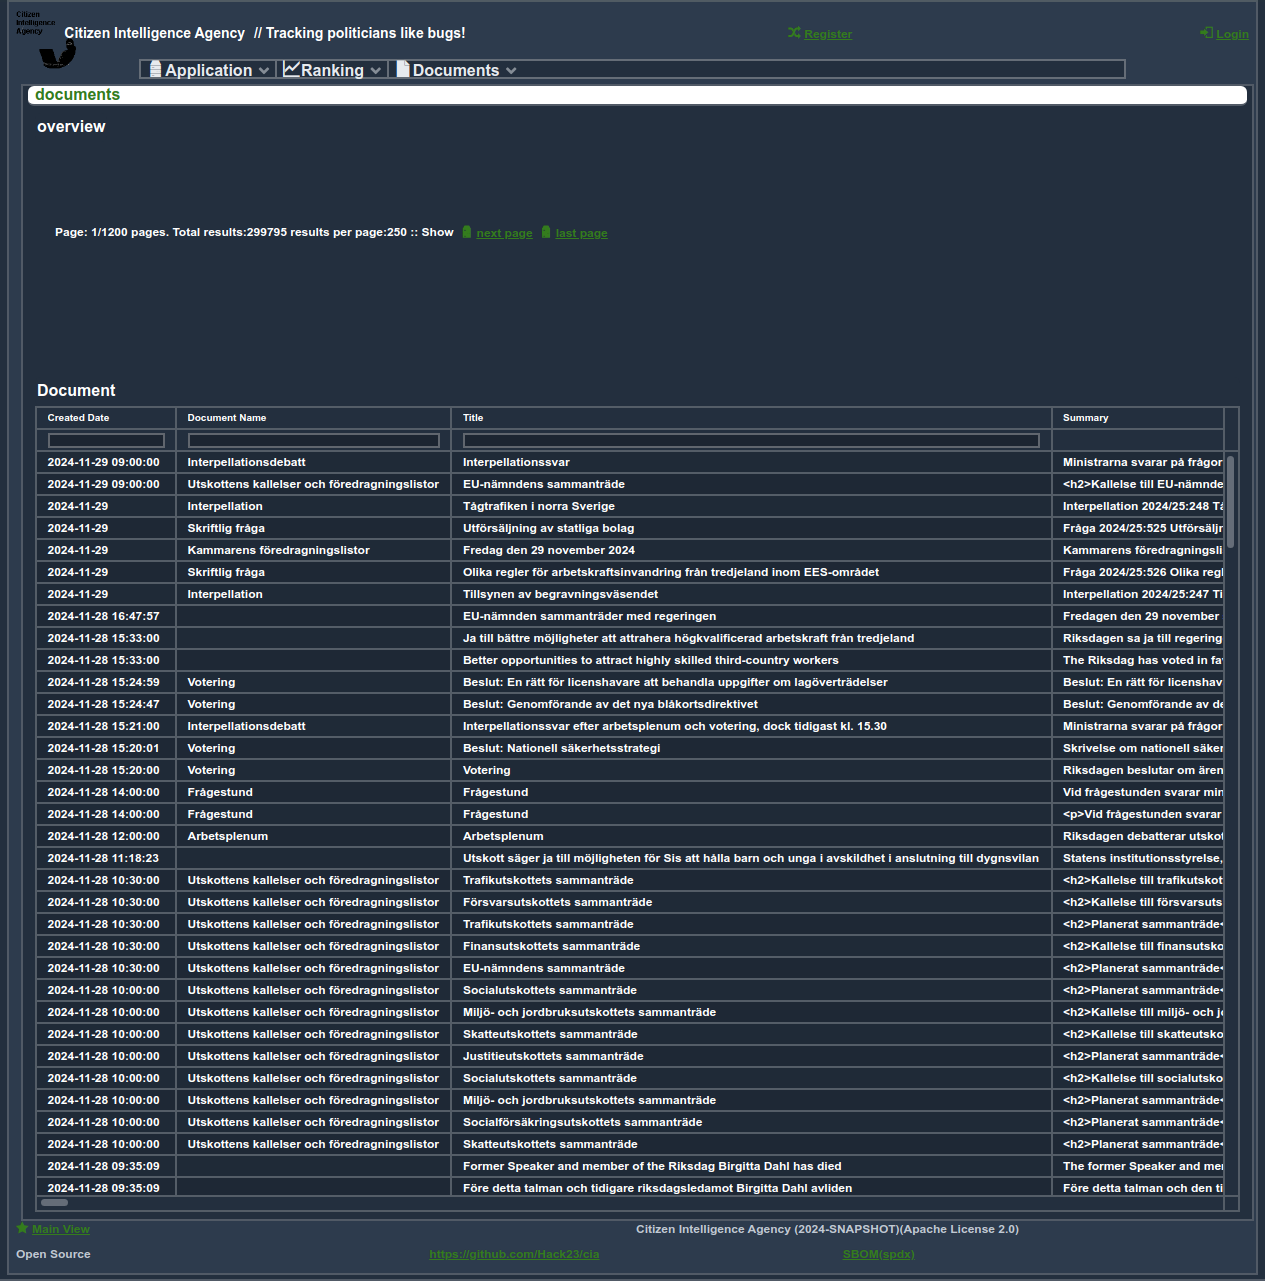 Citizen
Intelligence
Agency
Citizen Intelligence Agency // Tracking politicians like bugs!
Register
Login
Application
Ranking
Documents
documents
overview
Page: 1/1200 pages. Total results:299795 results per page:250 :: Show next page last page
Document
Created Date Document Name Title Summary
2024-11-29 09:00:00 Interpellationsdebatt Interpellationssvar Ministrarna svarar på frågor
2024-11-29 09:00:00 Utskottens kallelser och föredragningslistor EU-nämndens sammanträde <h2>Kallelse till EU-nämnde
2024-11-29 Interpellation Tågtrafiken i norra Sverige Interpellation 2024/25:248 Tå
2024-11-29 Skriftlig fråga Utförsäljning av statliga bolag Fråga 2024/25:525 Utförsäljr
2024-11-29 Kammarens föredragningslistor Fredag den 29 november 2024 Kammarens föredragningsli
2024-11-29 Skriftlig fråga Olika regler för arbetskraftsinvandring från tredjeland inom EES-området Fråga 2024/25:526 Olika regl
2024-11-29 Interpellation Tillsynen av begravningsväsendet Interpellation 2024/25:247 Ti
2024-11-28 16:47:57 EU-nämnden sammanträder med regeringen Fredagen den 29 november
2024-11-28 15:33:00 Ja till bättre möjligheter att attrahera högkvalificerad arbetskraft från tredjeland Riksdagen sa ja till regering
2024-11-28 15:33:00 Better opportunities to attract highly skilled third-country workers The Riksdag has voted in fa
2024-11-28 15:24:59 Votering Beslut: En rätt för licenshavare att behandla uppgifter om lagöverträdelser Beslut: En rätt för licenshav
2024-11-28 15:24:47 Votering Beslut: Genomförande av det nya blåkortsdirektivet Beslut: Genomförande av de
2024-11-28 15:21:00 Interpellationsdebatt Interpellationssvar efter arbetsplenum och votering, dock tidigast kl. 15.30 Ministrarna svarar på frågor
2024-11-28 15:20:01 Votering Beslut: Nationell säkerhetsstrategi Skrivelse om nationell säker
2024-11-28 15:20:00 Votering Votering Riksdagen beslutar om ären
2024-11-28 14:00:00 Frågestund Frågestund Vid frågestunden svarar min
2024-11-28 14:00:00 Frågestund Frågestund <p>Vid frågestunden svarar
2024-11-28 12:00:00 Arbetsplenum Arbetsplenum Riksdagen debatterar utskot
2024-11-28 11:18:23 Utskott säger ja till möjligheten för Sis att hålla barn och unga i avskildhet i anslutning till dygnsvilan Statens institutionsstyrelse,
2024-11-28 10:30:00 Utskottens kallelser och föredragningslistor Trafikutskottets sammanträde <h2>Kallelse till trafikutskot
2024-11-28 10:30:00 Utskottens kallelser och föredragningslistor Försvarsutskottets sammanträde <h2>Kallelse till försvarsuts
2024-11-28 10:30:00 Utskottens kallelser och föredragningslistor Trafikutskottets sammanträde <h2>Planerat sammanträde<
2024-11-28 10:30:00 Utskottens kallelser och föredragningslistor Finansutskottets sammanträde <h2>Kallelse till finansutsko
2024-11-28 10:30:00 Utskottens kallelser och föredragningslistor EU-nämndens sammanträde <h2>Planerat sammanträde<
2024-11-28 10:00:00 Utskottens kallelser och föredragningslistor Socialutskottets sammanträde <h2>Planerat sammanträde<
2024-11-28 10:00:00 Utskottens kallelser och föredragningslistor Miljö- och jordbruksutskottets sammanträde <h2>Kallelse till miljö- och jo
2024-11-28 10:00:00 Utskottens kallelser och föredragningslistor Skatteutskottets sammanträde <h2>Kallelse till skatteutsko
2024-11-28 10:00:00 Utskottens kallelser och föredragningslistor Justitieutskottets sammanträde <h2>Planerat sammanträde<
2024-11-28 10:00:00 Utskottens kallelser och föredragningslistor Socialutskottets sammanträde <h2>Kallelse till socialutsko
2024-11-28 10:00:00 Utskottens kallelser och föredragningslistor Miljö- och jordbruksutskottets sammanträde <h2>Planerat sammanträde<
2024-11-28 10:00:00 Utskottens kallelser och föredragningslistor Socialförsäkringsutskottets sammanträde <h2>Planerat sammanträde<
2024-11-28 10:00:00 Utskottens kallelser och föredragningslistor Skatteutskottets sammanträde <h2>Planerat sammanträde<
2024-11-28 09:35:09 Former Speaker and member of the Riksdag Birgitta Dahl has died The former Speaker and mer
2024-11-28 09:35:09 Före detta talman och tidigare riksdagsledamot Birgitta Dahl avliden Före detta talman och den ti
Main View
Citizen Intelligence Agency (2024-SNAPSHOT)(Apache License 2.0)
Open Source
https://github.com/Hack23/cia
SBOM(spdx)